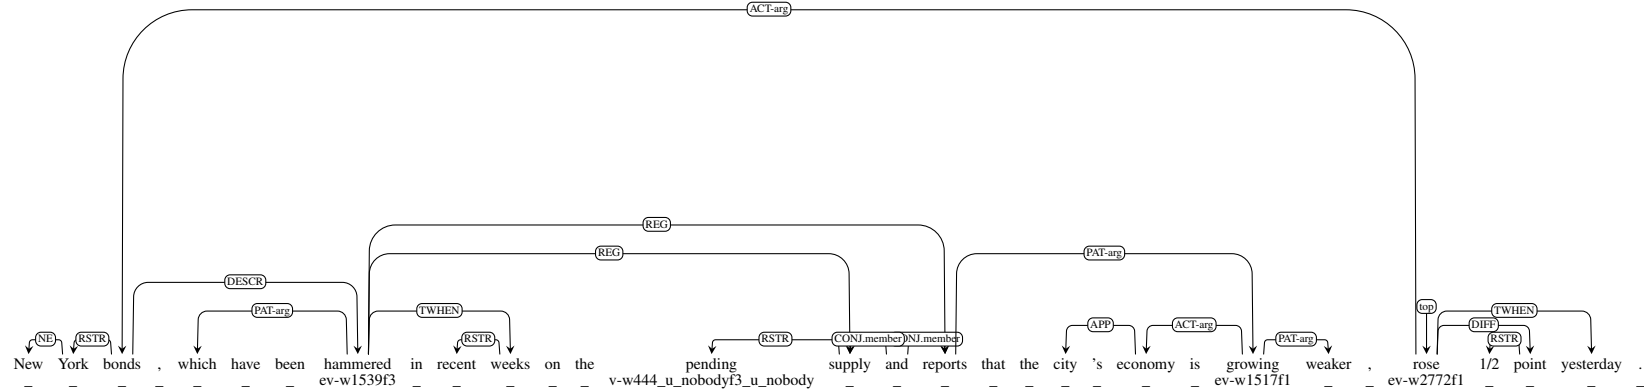 ACT-arg
REG
REG PAT-arg
DESCR
PAT-arg TWHEN top TWHEN
APP ACT-arg DIFF
NE RSTR RSTR RSTR CONJ.member ONJ.member PAT-arg RSTR
New York bonds , which have been hammered in recent weeks on the pending supply and reports that the city 's economy is growing weaker , rose 1/2 point yesterday .
_ _ _ _ _ _ _ ev-w1539f3 _ _ _ _ _ v-w444_u_nobodyf3_u_nobody _ _ _ _ _ _ _ _ _ ev-w1517f1 _ _ ev-w2772f1 _ _ _ _